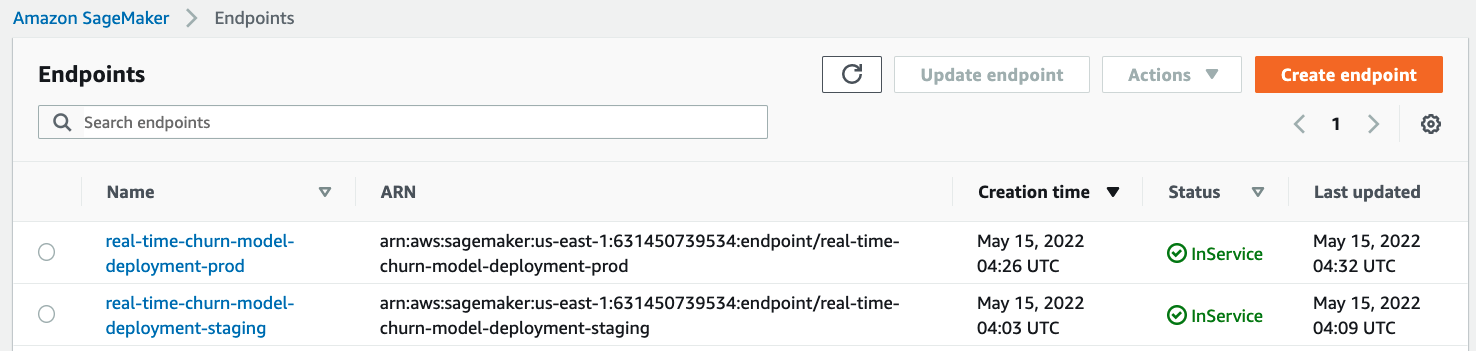 Amazon SageMaker > Endpoints
Endpoints
Update endpoint
Actions
Create endpoint
Search endpoints
1
Name
ARN
Creation time
Status
Last updated
real-time-churn-model-
deployment-prod
arn:aws:sagemaker:us-east-1:631450739534:endpoint/real-time-
churn-model-deployment-prod
May 15, 2022
04:26 UTC
InService
May 15, 2022
04:32 UTC
real-time-churn-model-
deployment-staging
arn:aws:sagemaker:us-east-1:631450739534:endpoint/real-time-
churn-model-deployment-staging
May 15, 2022
04:03 UTC
InService
May 15, 2022
04:09 UTC